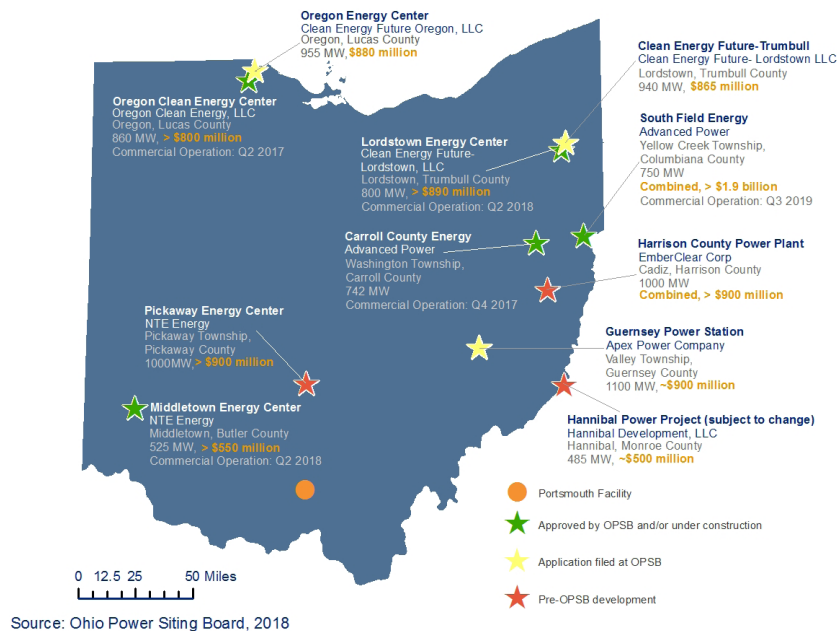 Oregon Energy Center
Clean Energy Future Oregon, LLC
Oregon, Lucas County
955 MW, $880 million
Clean Energy Future-Trumbull
Clean Energy Future- Lordstown LLC
Lordstown, Trumbull County
940 MW, $865 million
Oregon Clean Energy Center
Oregon Clean Energy, LLC
Oregon, Lucas County
860 MW, > $800 million
Commercial Operation: Q2 2017
South Field Energy
Advanced Power
Yellow Creek Township,
Columbiana County
750 MW
Combined, > $1.9 billion
Commercial Operation: Q3 2019
Lordstown Energy Center
Clean Energy Future-
Lordstown, LLC
Lordstown, Trumbull County
800 MW, > $890 million
Commercial Operation: Q2 2018
Carroll County Energy
Advanced Power
Washington Township,
Carroll County
742 MW
Commercial Operation: Q4 2017
Harrison County Power Plant
EmberClear Corp
Cadiz, Harrison County
1000 MW
Combined, > $900 million
Pickaway Energy Center
NTE Energy
Pickaway Township,
Pickaway County
1000MW, > $900 million
Guernsey Power Station
Apex Power Company
Valley Township,
Guernsey County
1100 MW, ~$900 million
Middletown Energy Center
NTE Energy
Middletown, Butler County
525 MW, > $550 million
Commercial Operation: Q2 2018
Hannibal Power Project (subject to change)
Hannibal Development, LLC
Hannibal, Monroe County
485 MW, ~$500 million
Portsmouth Facility
Approved by OPSB and/or under construction
Application filed at OPSB
Pre-OPSB development
0 12.5 25 50 Miles
Source: Ohio Power Siting Board, 2018